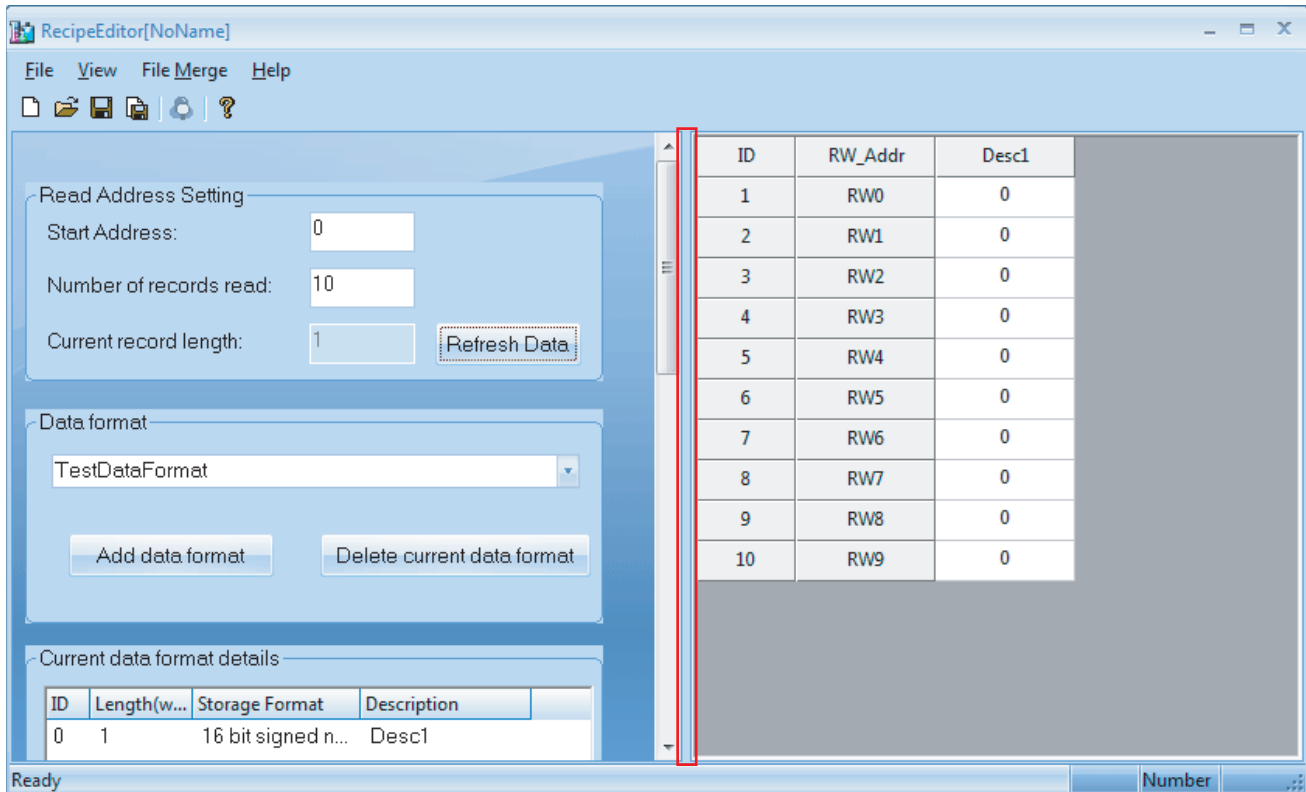 RecipeEditor[NoName]
File View File Merge Help
Read Address Setting
Start Address: 0
Number of records read: 10
Current record length: 1 Refresh Data
Data format
TestDataFormat
Add data format Delete current data format
Current data format details
ID Length(w... Storage Format Description
0 1 16 bit signed n... Desc1
ID RW_Addr Desc1
1 RW0 0
2 RW1 0
3 RW2 0
4 RW3 0
5 RW4 0
6 RW5 0
7 RW6 0
8 RW7 0
9 RW8 0
10 RW9 0
Ready Number